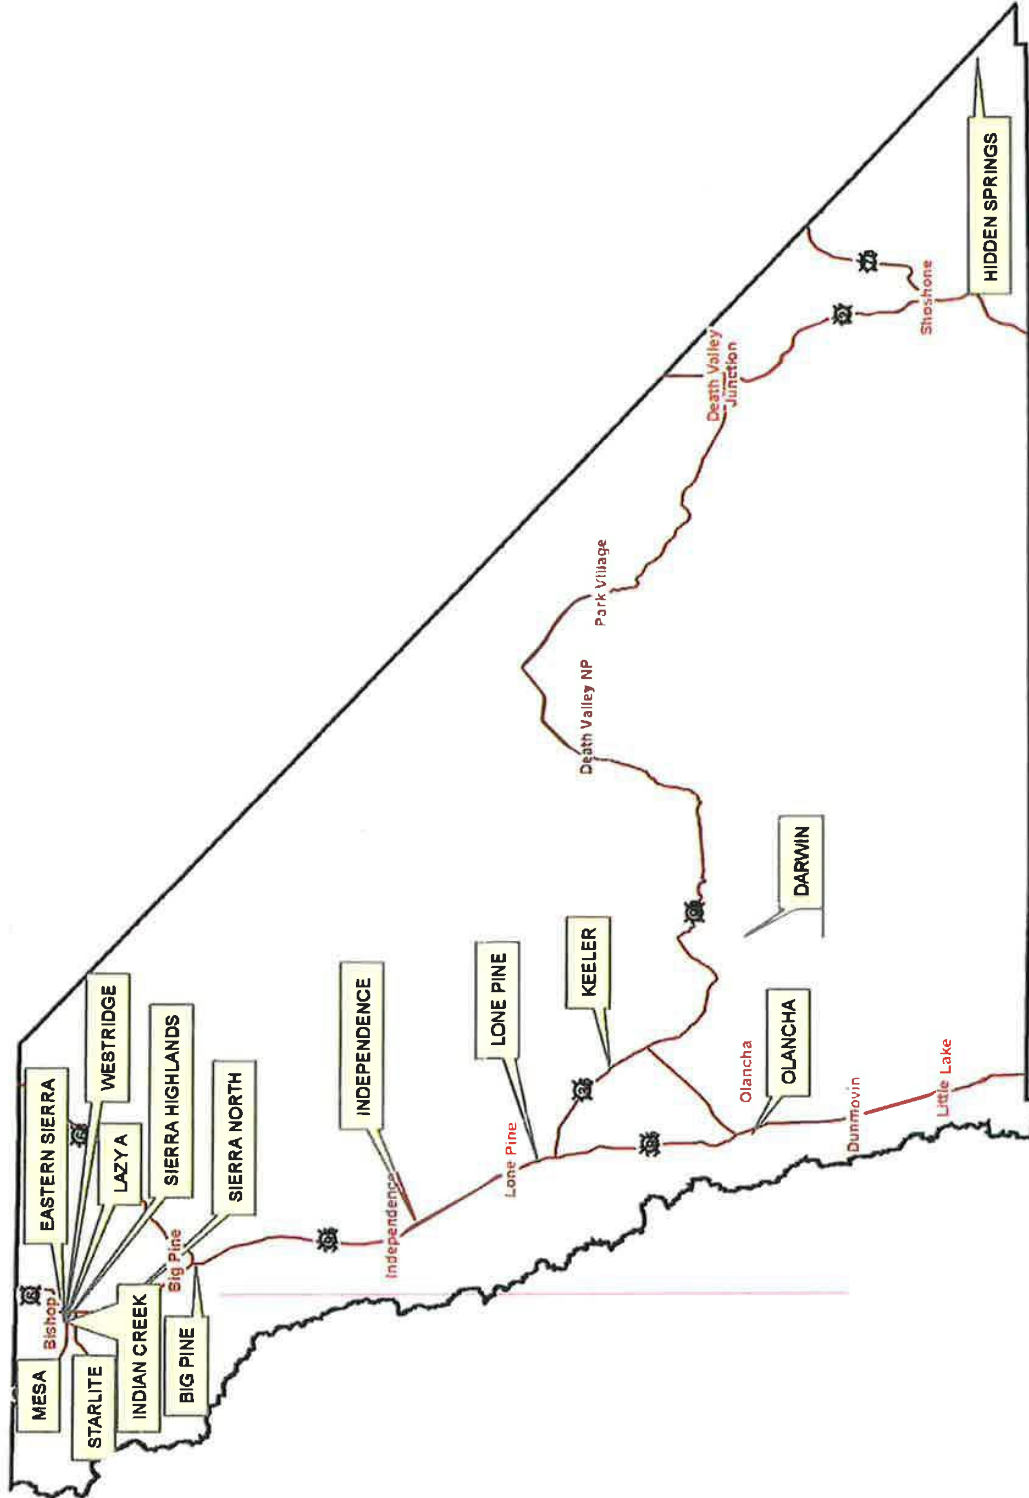 MESA
STARLITE
INDIAN CREEK
BIG PINE
Bishop
EASTERN SIERRA
WESTRIDGE
LAZY A
SIERRA HIGHLANDS
SIERRA NORTH
Big Pine
Independence
INDEPENDENCE
Lone Pine
LONE PINE
KEELER
Olancha
OLANCHA
DARWIN
Dunmovin
Little Lake
Death Valley NP
Park Village
Death Valley
Junction
Shoshone
HIDDEN SPRINGS